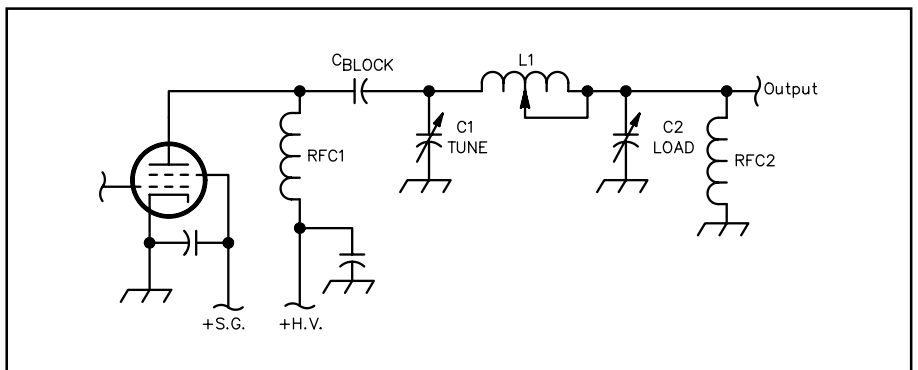 CBLOCK
L1
Output
C1
TUNE
C2
LOAD
RFC1
RFC2
+S.G.
+H.V.